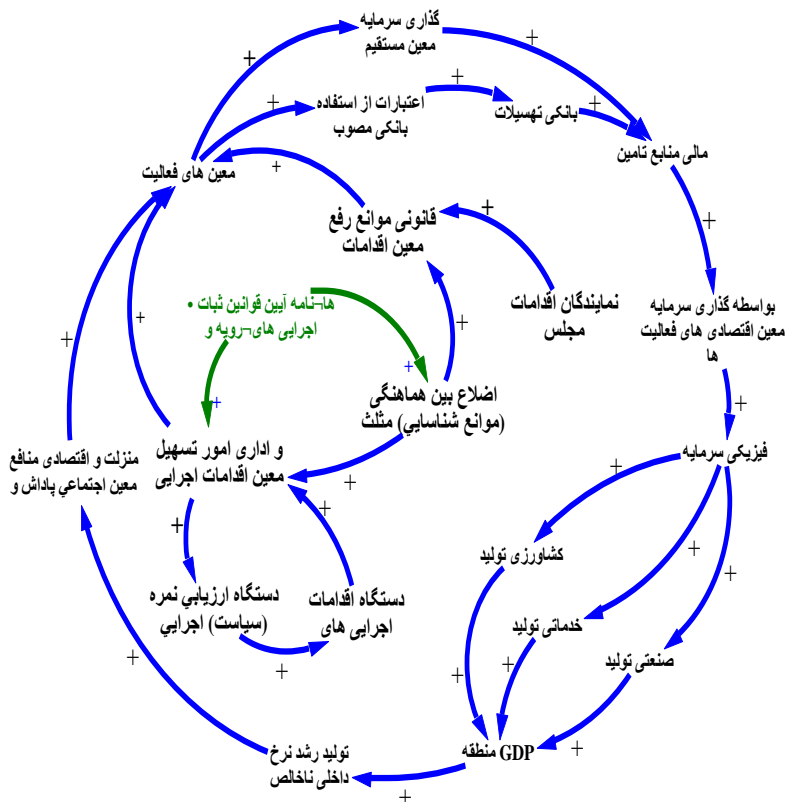 گذاری سرمایه
معین مستقیم
اعتبارات از استفاده
بانکی مصوب
بانکی تهسیلات
مالی منابع تامین
معین های فعالیت
قانونی موانع رفع
معین اقدامات
نمایندگان اقدامات
مجلس
بواسطه گذاری سرمایه
معین اقتصادی های فعالیت
ها
• ها¬نامه آیین قوانین ثبات
اجرایی های¬رویه و
اضلاع بین هماهنگی
(موانع شناسايي) مثلث
فیزیکی سرمایه
و اداری امور تسهیل
معین اقدامات اجرایی
منزلت و اقتصادی منافع
معین اجتماعي پاداش و
کشاورزی تولید
دستگاه ارزيابي نمره
(سیاست) اجرايي
دستگاه اقدامات
اجرایی های
خدماتی تولید
صنعتی تولید
GDP منطقه
تولید رشد نرخ
داخلی ناخالص